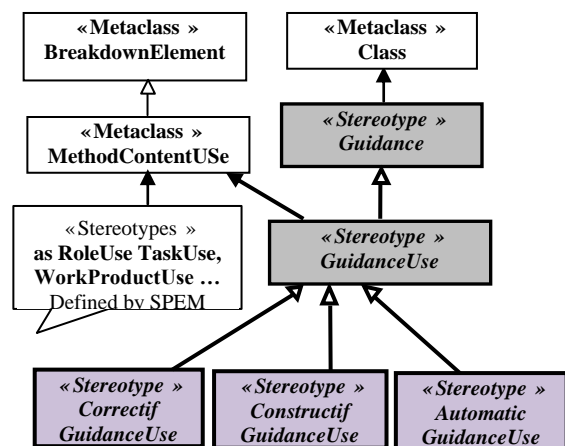 «Metaclass »
BreakdownElement
«Metaclass »
Class
«Metaclass »
MethodContentUSe
«Stereotype »
Guidance
«Stereotypes »
as RoleUse TaskUse,
WorkProductUse …
Defined by SPEM
«Stereotype »
GuidanceUse
«Stereotype »
Correctif
GuidanceUse
«Stereotype »
Constructif
GuidanceUse
«Stereotype »
Automatic
GuidanceUse